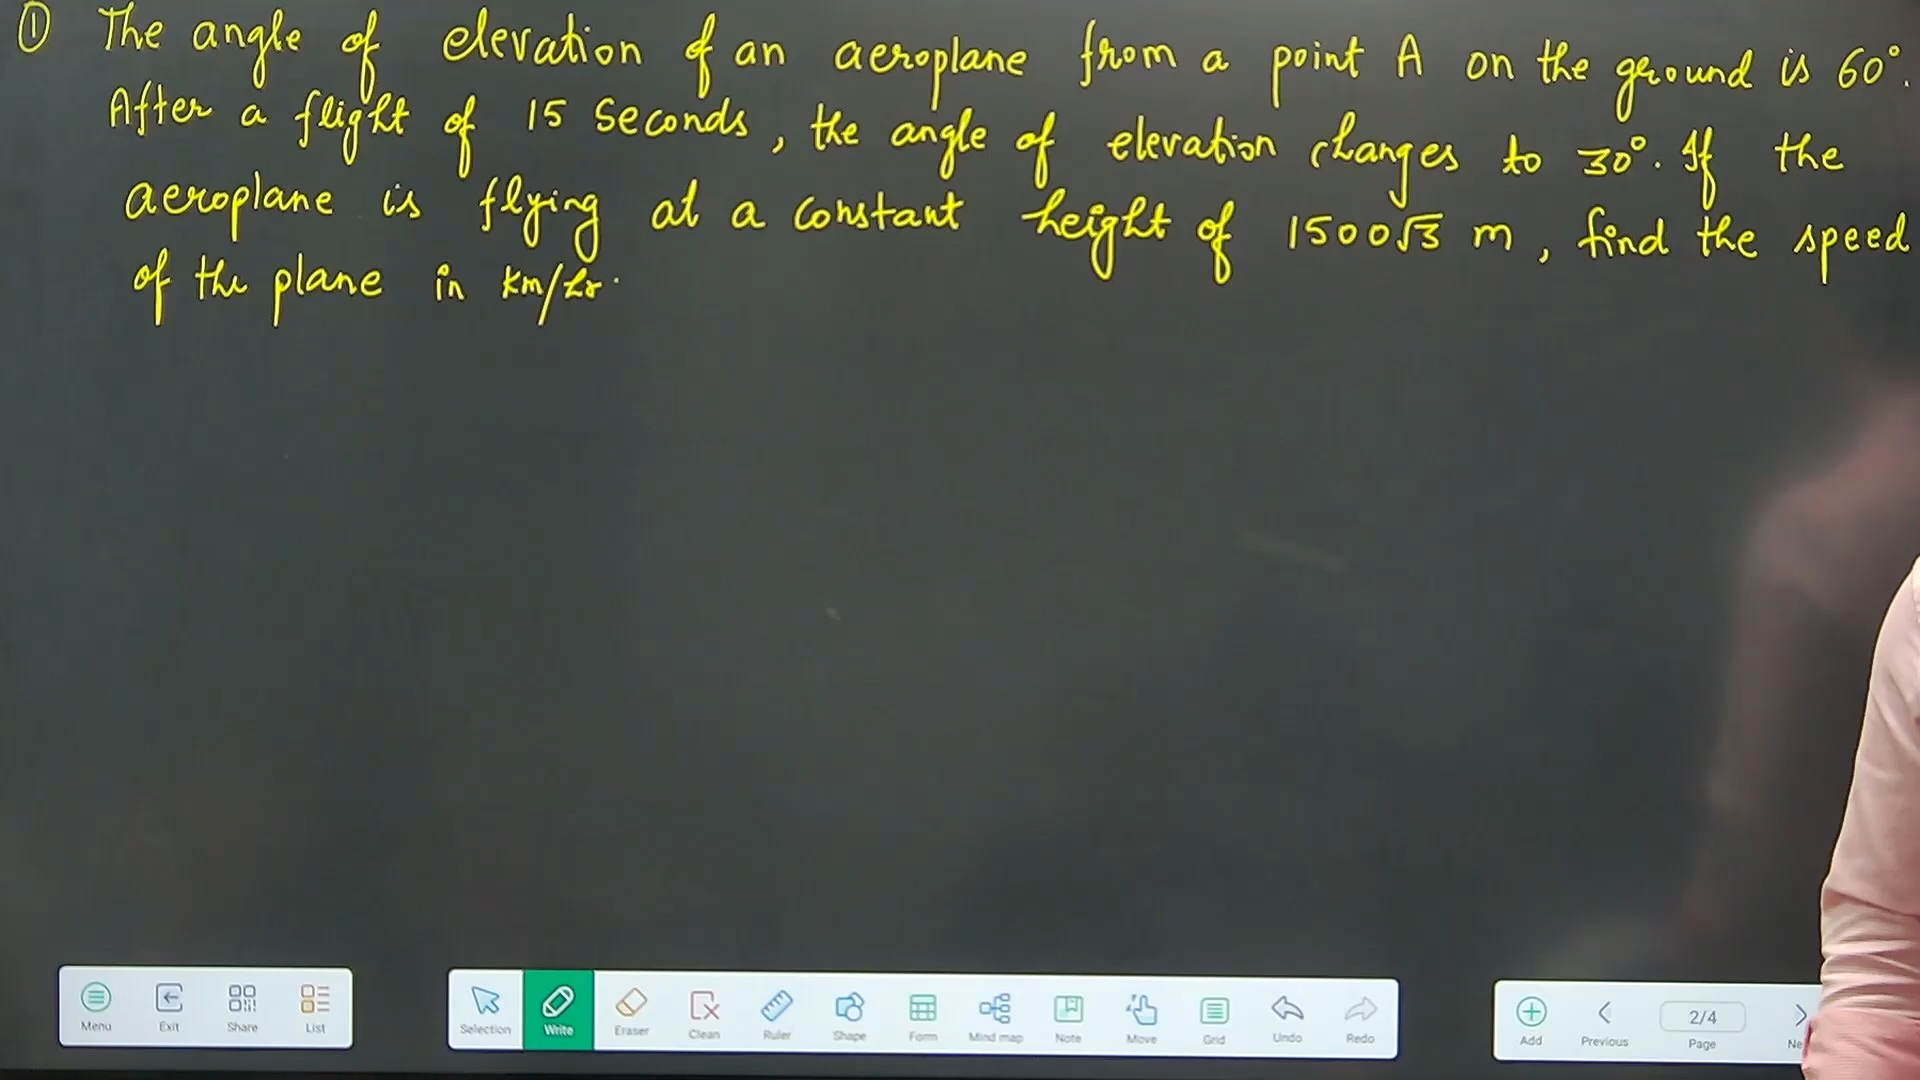 ① The angle of elevation of an aeroplane from a point A on the ground is 60°.
After a flight of 15 Seconds, the angle of elevation changes to 30°. If the
aeroplane is flying at a constant height of 1500√3 m, find the speed
of the plane in km/hr.
Menu Exit Share List
Selection Write Eraser Clean Ruler Shape Form Mind map Note Move Grid Undo Redo
Add Previous 2/4 Page